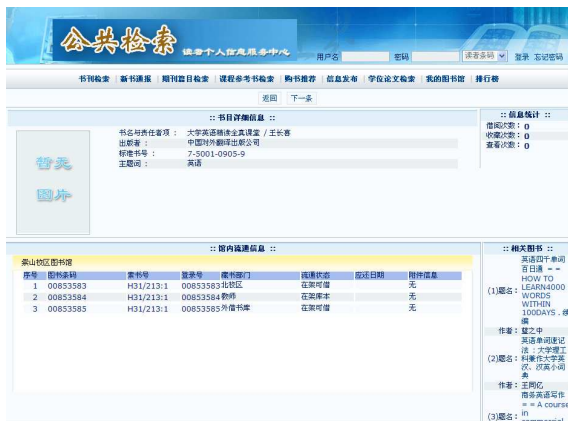 公共检索 读者个人信息服务中心
用户名 密码 读者条码 登录 忘记密码
书刊检索 新书通报 期刊篇目检索 课程参考书检索 购书推荐 信息发布 学位论文检索 我的图书馆 排行榜
返回 下一条
:: 书目详细信息 ::
书名与责任者项 : 大学英语精读全真课堂 / 王长喜
出版者 : 中国对外翻译出版公司
标准书号 : 7-5001-0905-9
主题词 : 英语
暂无
图片
:: 信息统计 ::
借阅次数: 0
收藏次数: 0
查看次数: 0
:: 馆内流通信息 ::
崇山校区图书馆
序号 图书条码 索书号 登录号 藏书部门 流通状态 应还日期 附件信息
1 00853583 H31/213:1 00853583 北校区 在架可借 无
2 00853584 H31/213:1 00853584 教师 在架库本 无
3 00853585 H31/213:1 00853585 外借书库 在架可借 无
:: 相关图书 ::
(1)题名: 英语四千单词
百日通 = =
HOW TO
LEARN4000
WORDS
WITHIN
100DAYS . 续
编
作者:
(2)题名: 英语单词速记
法 : 大学理工
科兼作大学英
汉、汉英小词
典
作者: 王同亿
(3)题名: 商务英语写作
= = A course
in
commercial